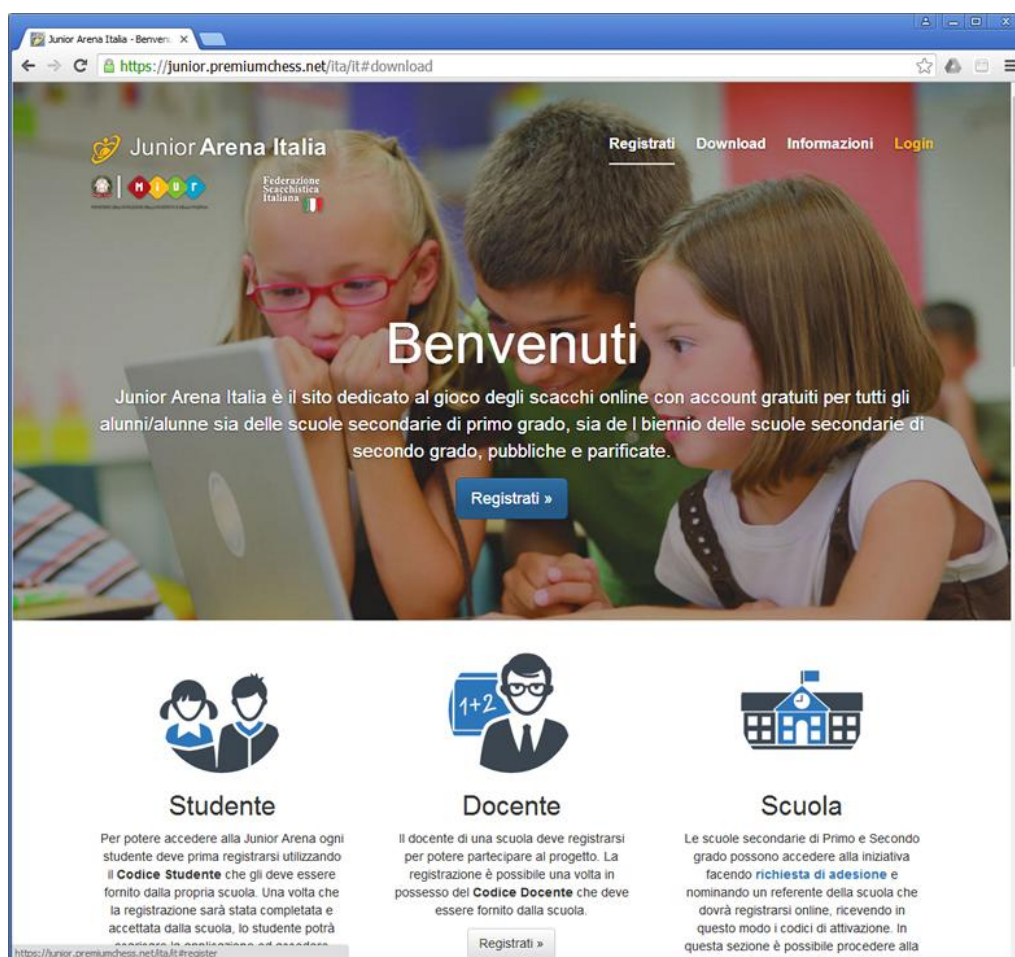 Junior Arena Italia - Benven
https://junior.premiumchess.net/ita/it#download
Junior Arena Italia
Registrati Download Informazioni Login
MIUR
Federazione
Scacchistica
Italiana
Benvenuti
Junior Arena Italia è il sito dedicato al gioco degli scacchi online con account gratuiti per tutti gli
alunni/alunne sia delle scuole secondarie di primo grado, sia de l biennio delle scuole secondarie di
secondo grado, pubbliche e parificate.
Registrati »
1+2
Studente
Per potere accedere alla Junior Arena ogni
studente deve prima registrarsi utilizzando
il Codice Studente che gli deve essere
fornito dalla propria scuola. Una volta che
la registrazione sarà stata completata e
accettata dalla scuola, lo studente potrà
Docente
Il docente di una scuola deve registrarsi
per potere partecipare al progetto. La
registrazione è possibile una volta in
possesso del Codice Docente che deve
essere fornito dalla scuola.
Registrati »
Scuola
Le scuole secondarie di Primo e Secondo
grado possono accedere alla iniziativa
facendo richiesta di adesione e
nominando un referente della scuola che
dovrà registrarsi online, ricevendo in
questo modo i codici di attivazione. In
questa sezione è possibile procedere alla
https://junior.premiumchess.net/ita/it#register